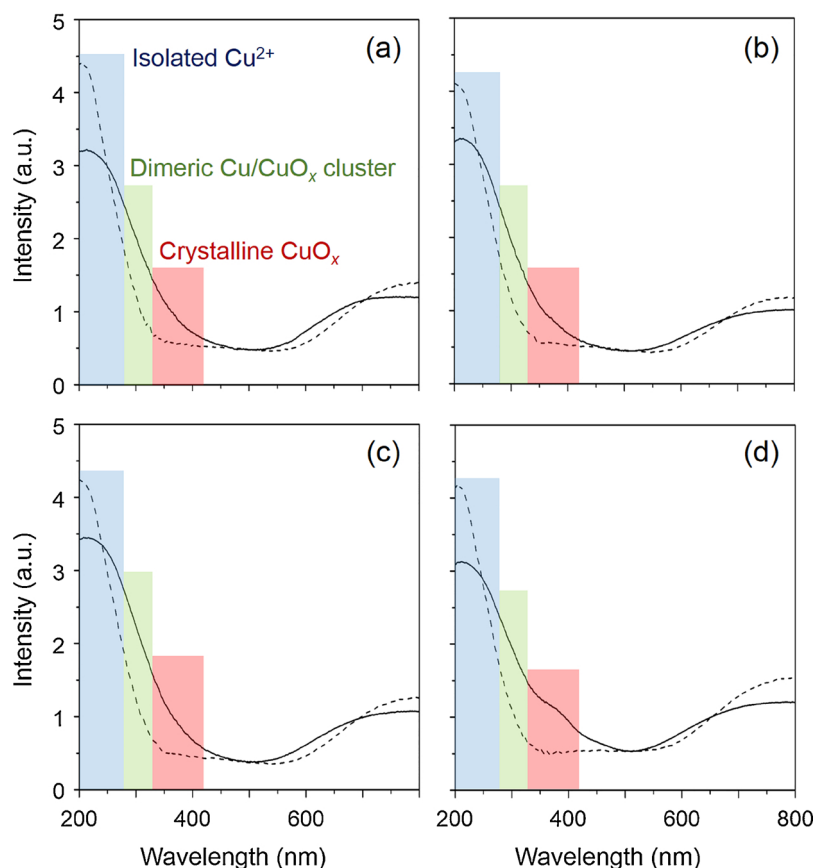 5
4
3
2
1
0
Intensity (a.u.)
Isolated Cu²⁺
(a)
Dimeric Cu/CuOₓ cluster
Crystalline CuOₓ
(b)
5
4
3
2
1
0
Intensity (a.u.)
(c)
(d)
200 400 600 200 400 600 800
Wavelength (nm) Wavelength (nm)